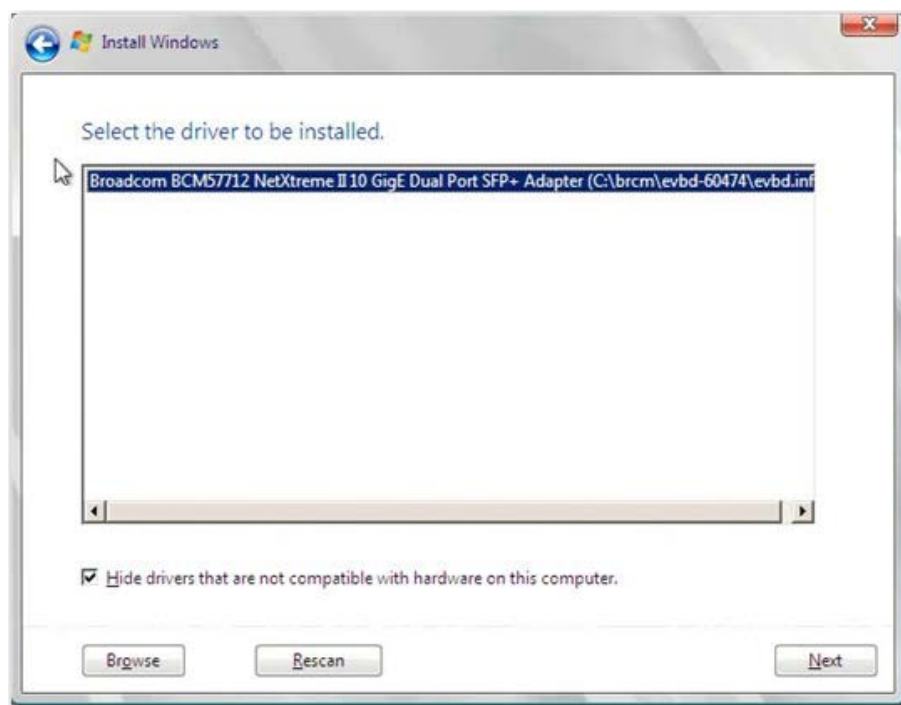 Install Windows
Select the driver to be installed.
Broadcom BCM57712 NetXtreme II 10 GigE Dual Port SFP+ Adapter (C:\brcm\evbd-60474\evbd.inf
Hide drivers that are not compatible with hardware on this computer.
Browse Rescan Next